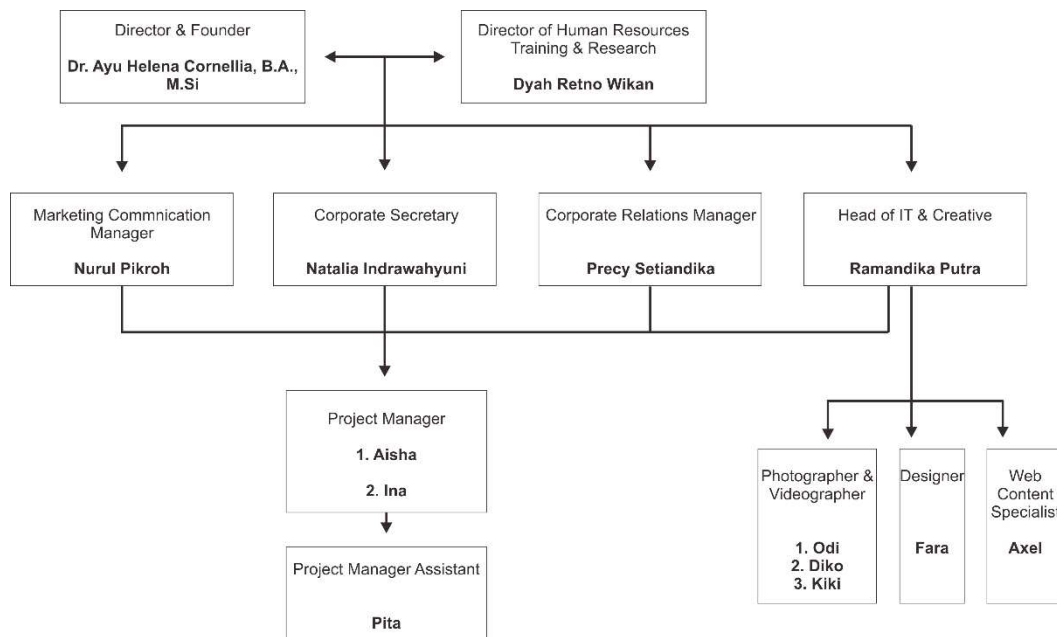 Director & Founder
Dr. Ayu Helena Cornellia, B.A.,
M.Si
Director of Human Resources
Training & Research
Dyah Retno Wikan
Marketing Commnication
Manager
Nurul Pikroh
Corporate Secretary
Natalia Indrawahyuni
Corporate Relations Manager
Precy Setiandika
Head of IT & Creative
Ramandika Putra
Project Manager
1. Aisha
2. Ina
Project Manager Assistant
Pita
Photographer &
Videographer
1. Odi
2. Diko
3. Kiki
Designer
Fara
Web
Content
Specialist
Axel